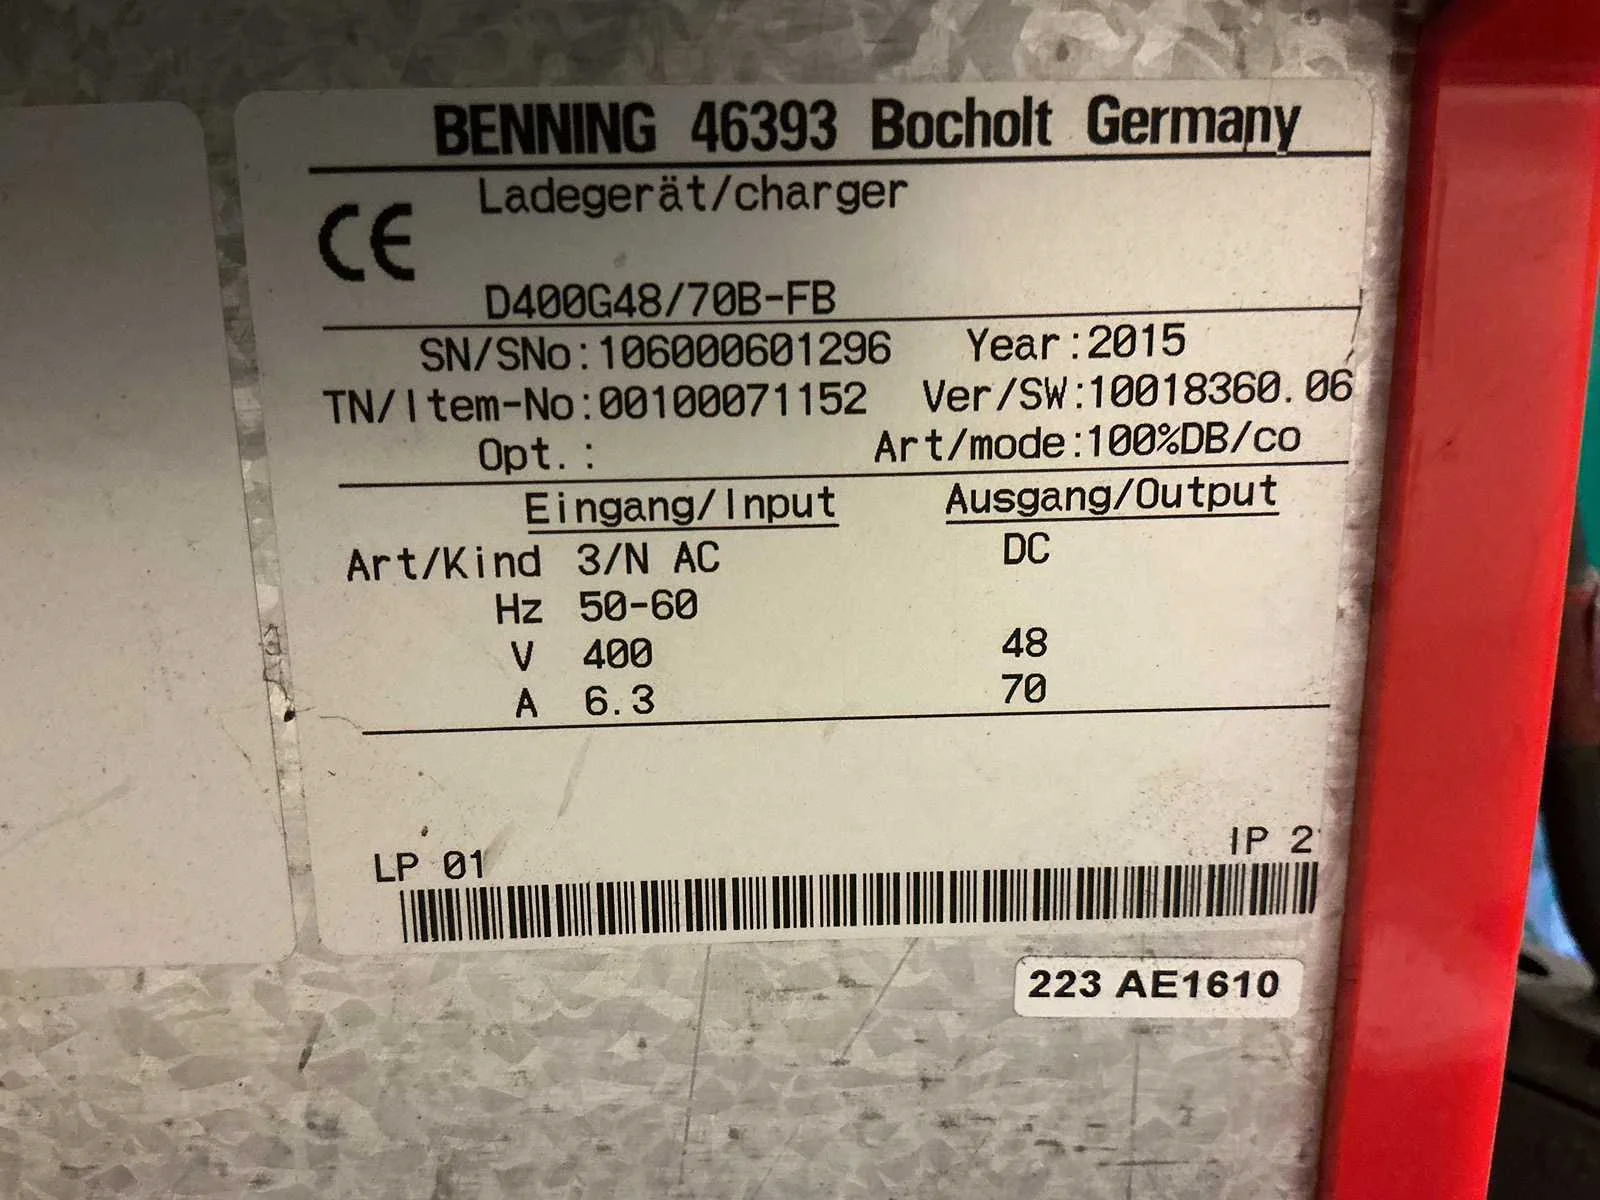 BENNING 46393 Bocholt Germany
CE
Ladegerät/charger
D400G48/70B-FB
SN/SNo:106000601296 Year:2015
TN/Item-No:00100071152 Ver/SW:10018360.06
Opt.: Art/mode:100%DB/co
Eingang/Input Ausgang/Output
Art/Kind 3/N AC DC
Hz 50-60
V 400 48
A 6.3 70
LP 01 IP 2
223 AE1610